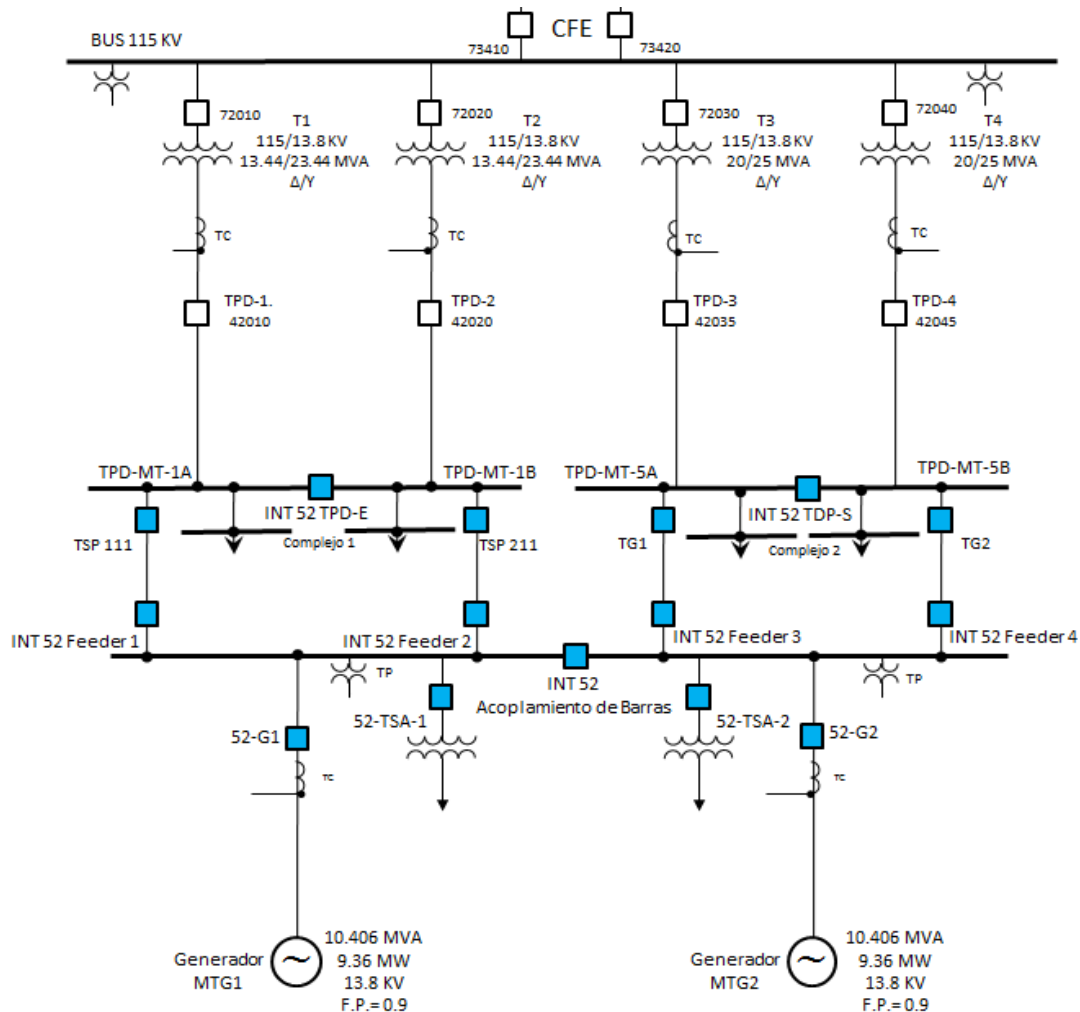 CFE
BUS 115 KV
73410
73420
72010
T1
115/13.8 KV
13.44/23.44 MVA
Δ/Y
72020
T2
115/13.8 KV
13.44/23.44 MVA
Δ/Y
72030
T3
115/13.8 KV
20/25 MVA
Δ/Y
72040
T4
115/13.8 KV
20/25 MVA
Δ/Y
TC
TC
TC
TC
TPD-1.
42010
TPD-2
42020
TPD-3
42035
TPD-4
42045
TPD-MT-1A
TPD-MT-1B
TPD-MT-5A
TPD-MT-5B
INT 52 TPD-E
INT 52 TDP-S
TSP 111
Complejo 1
TSP 211
TG1
Complejo 2
TG2
INT 52 Feeder 1
INT 52 Feeder 2
INT 52 Feeder 3
INT 52 Feeder 4
TP
INT 52
Acoplamiento de Barras
TP
52-G1
52-TSA-1
52-TSA-2
52-G2
TC
TC
Generador
MTG1
~
10.406 MVA
9.36 MW
13.8 KV
F.P.= 0.9
Generador
MTG2
~
10.406 MVA
9.36 MW
13.8 KV
F.P.= 0.9